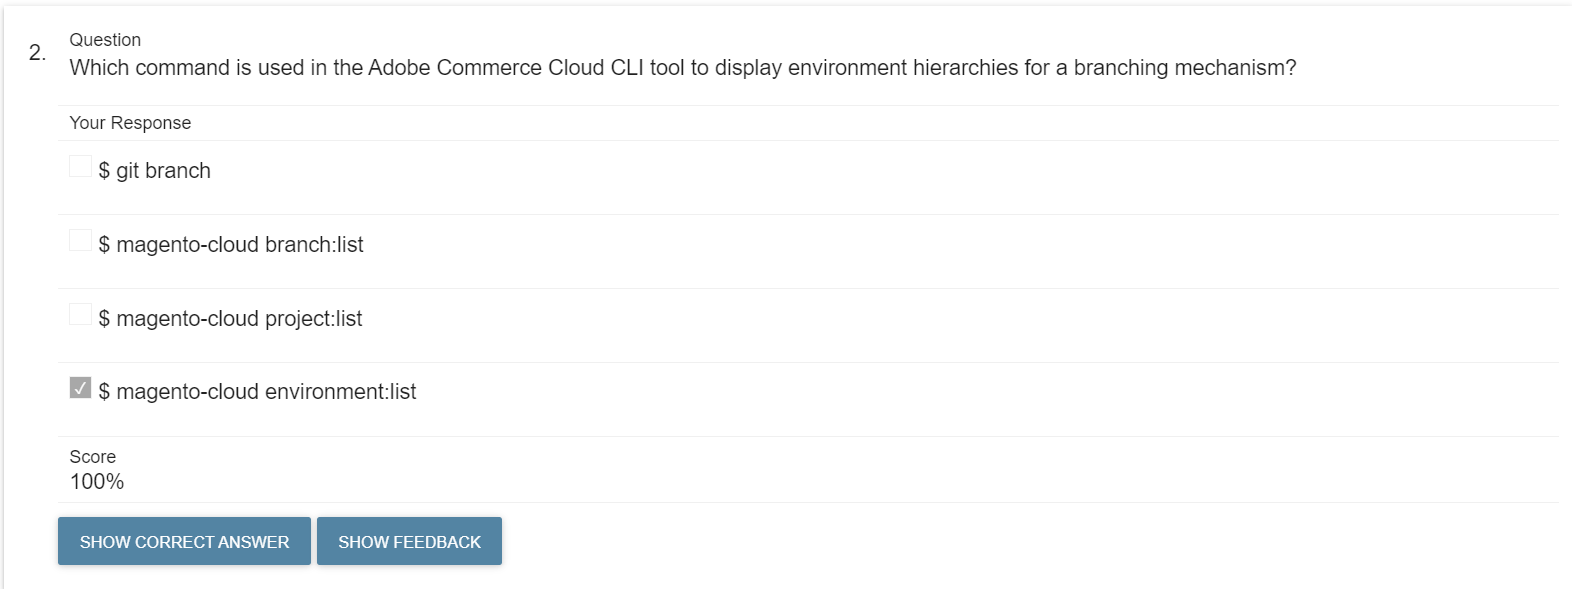 2.
Question
Which command is used in the Adobe Commerce Cloud CLI tool to display environment hierarchies for a branching mechanism?
Your Response
$ git branch
$ magento-cloud branch:list
$ magento-cloud project:list
$ magento-cloud environment:list
Score
100%
SHOW CORRECT ANSWER SHOW FEEDBACK